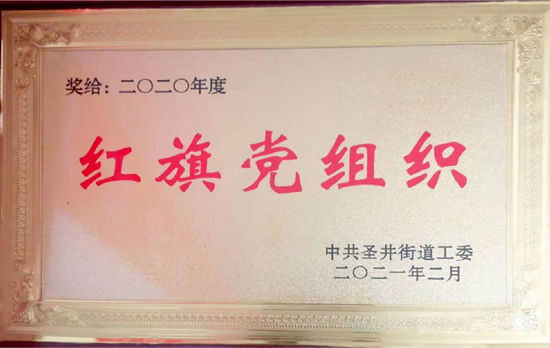 奖给：二〇二〇年度
红旗党组织
中共圣井街道工委
二〇二一年二月